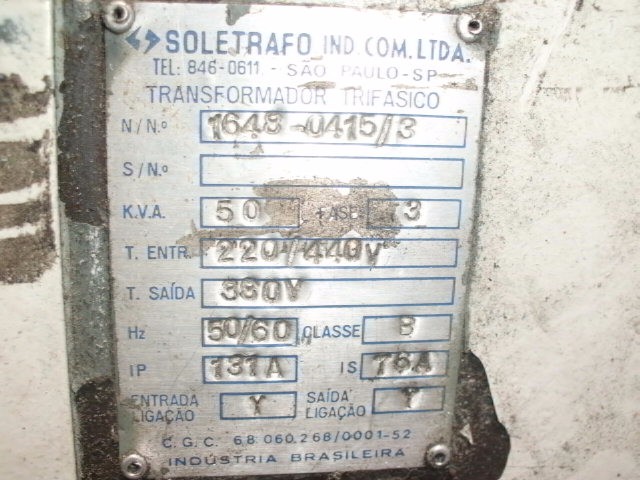 SOLETRAFO IND COM. LTDA.
TEL: 846-0611 - SÃO PAULO-SP
TRANSFORMADOR TRIFÁSICO
N/Nº 1648-0415/3
S/Nº
K.V.A. 50 FASE 3
T. ENTR. 220/440V
T. SAÍDA 380V
Hz 50/60 CLASSE B
IP 131A IS 76A
ENTRADA LIGAÇÃO Y SAÍDA LIGAÇÃO Y
C.G.C. 68.060.268/0001-52
INDÚSTRIA BRASILEIRA